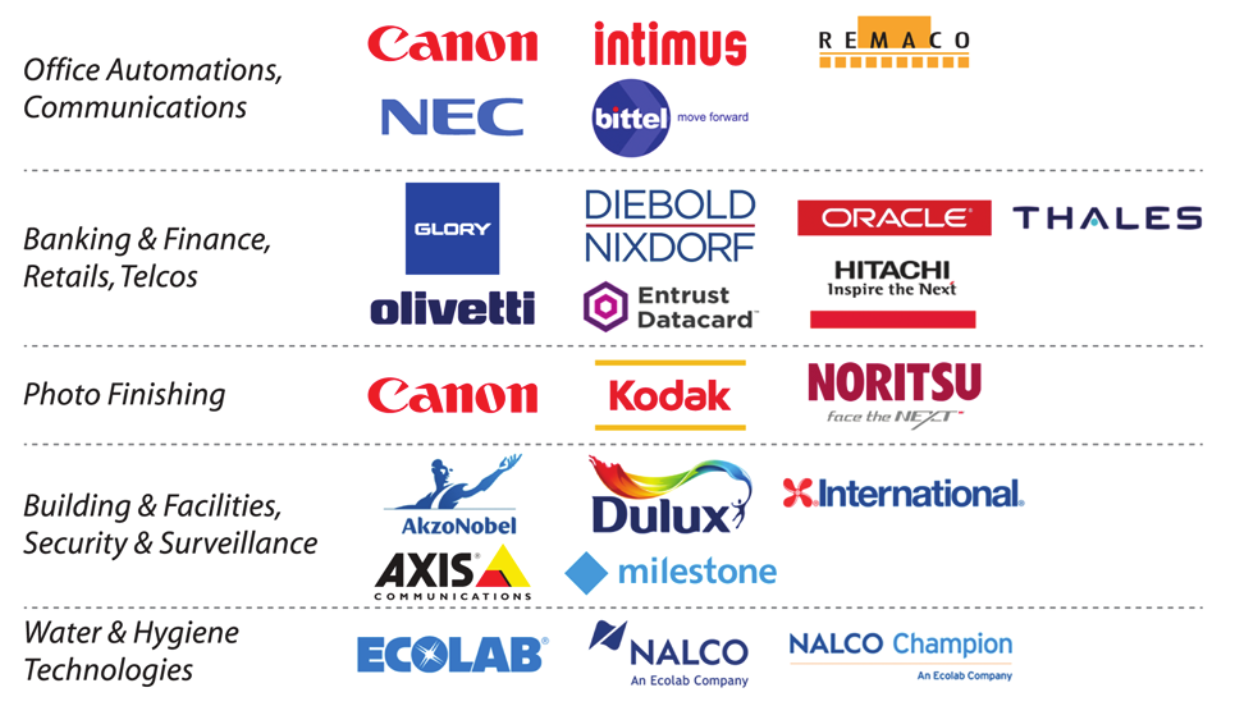 Office Automations,
Communications
Canon
intimus
REMACO
NEC
bittel move forward
Banking & Finance,
Retails, Telcos
GLORY
DIEBOLD
NIXDORF
ORACLE®
THALES
HITACHI
Inspire the Next
olivetti
Entrust
Datacard™
Photo Finishing
Canon
Kodak
NORITSU
face the NEXT
Building & Facilities,
Security & Surveillance
AkzoNobel
Dulux
International®
AXIS®
COMMUNICATIONS
milestone
Water & Hygiene
Technologies
ECOLAB®
NALCO
An Ecolab Company
NALCO Champion
An Ecolab Company